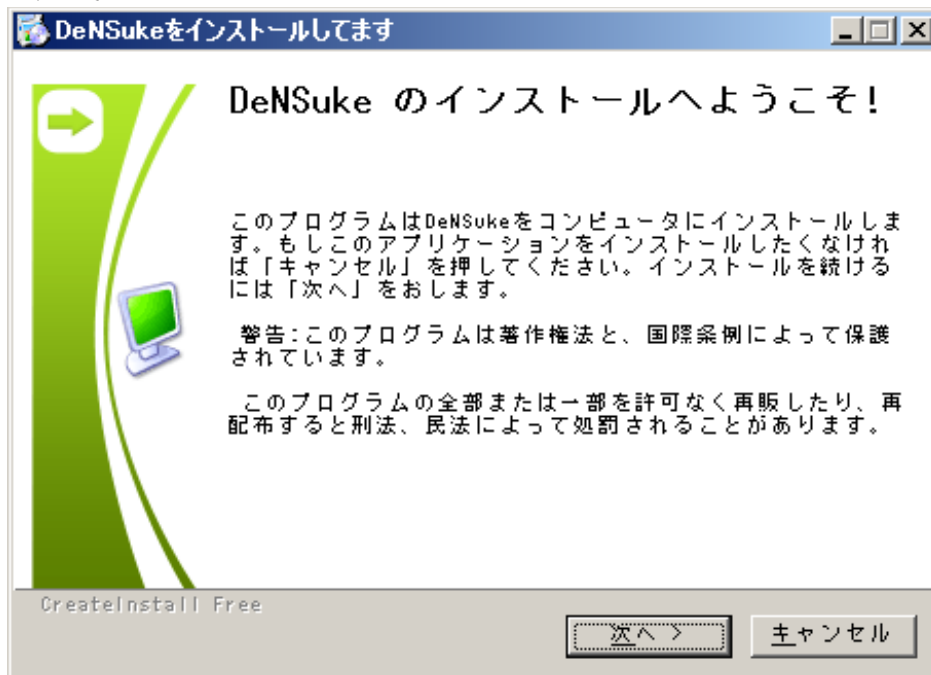 DeNSukeをインストールしてます
DeNSuke のインストールへようこそ!
このプログラムはDeNSukeをコンピュータにインストールしま
す。もしこのアプリケーションをインストールしたくなけれ
ば「キャンセル」を押してください。インストールを続ける
には「次へ」をおします。
警告:このプログラムは著作権法と、国際条例によって保護
されています。
このプログラムの全部または一部を許可なく再販したり、再
配布すると刑法、民法によって処罰されることがあります。
CreateInstall Free
次へ >
キャンセル